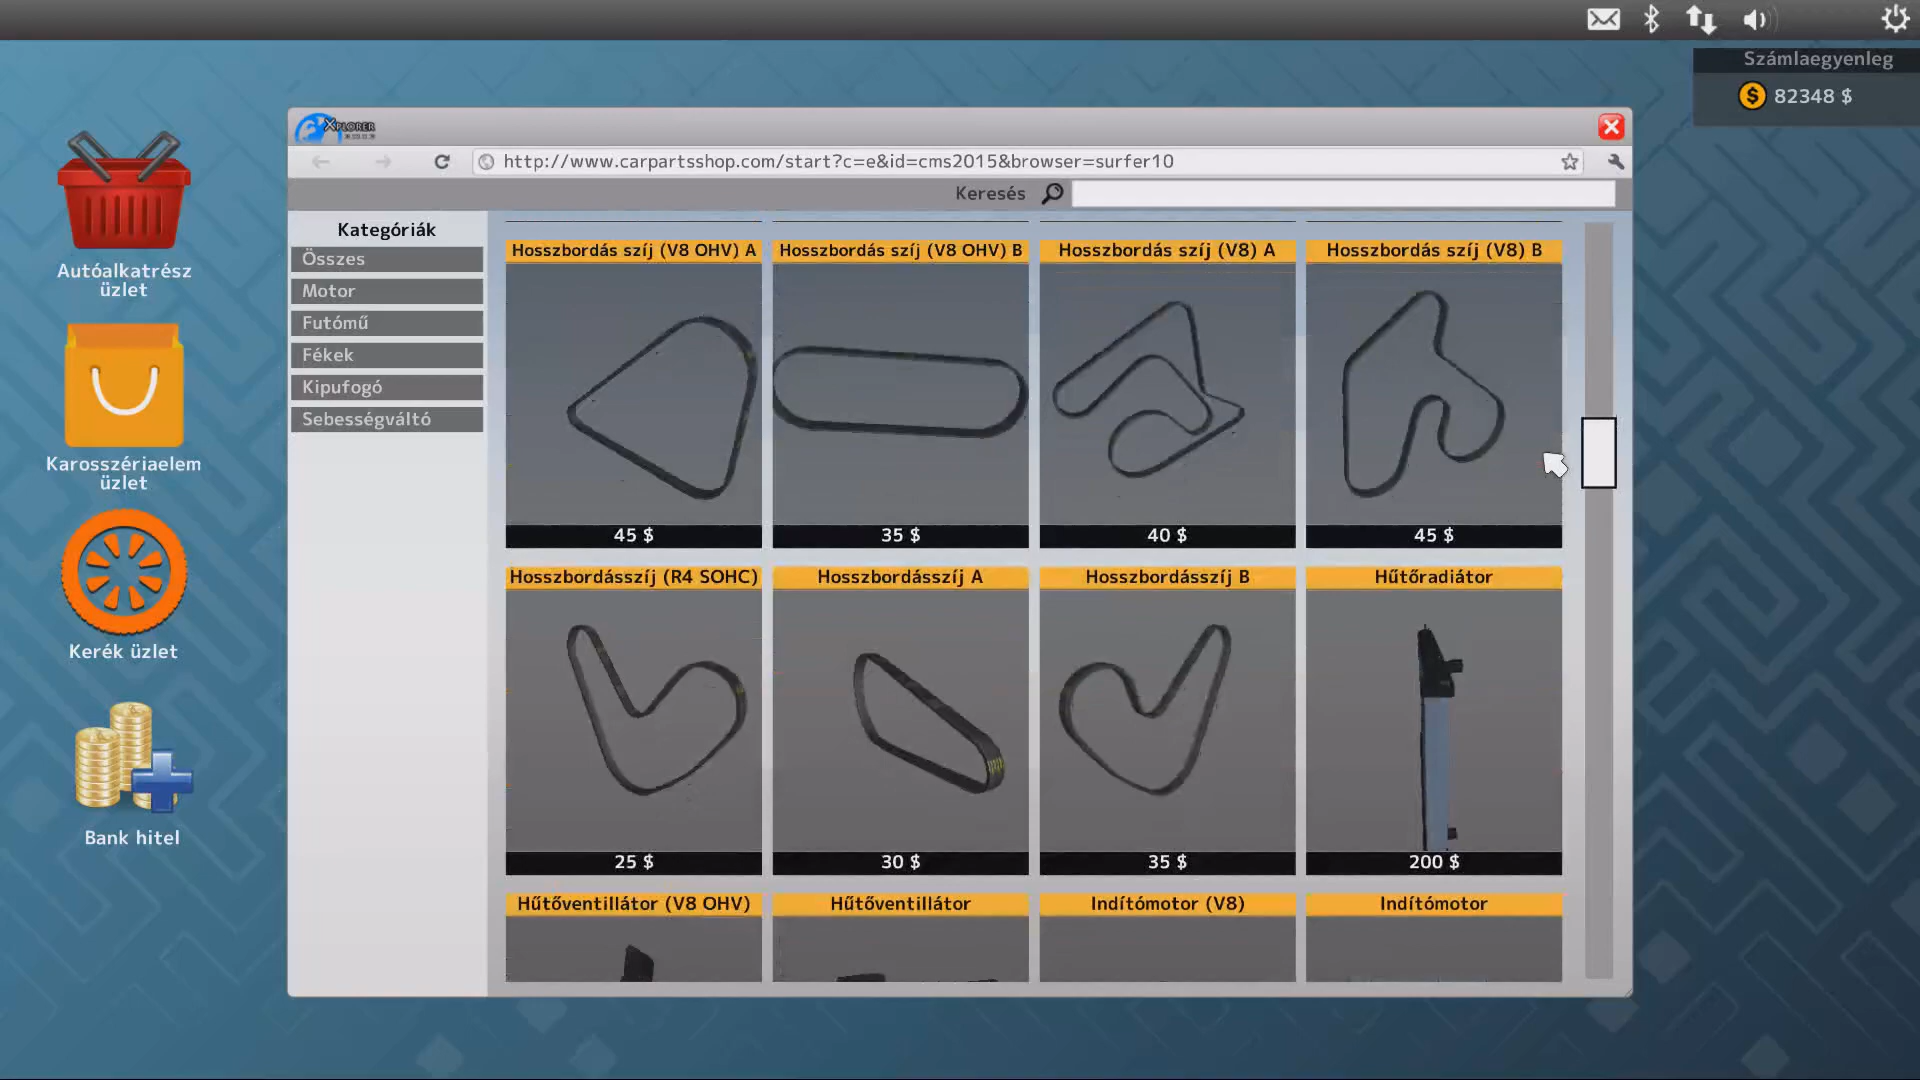 Számlaegyenleg
82348 $
XPLORER
http://www.carpartsshop.com/start?c=e&id=cms2015&browser=surfer10
Keresés
Kategóriák
Összes
Motor
Futómű
Fékek
Kipufogó
Sebességváltó
Autóalkatrész
üzlet
Karosszériaelem
üzlet
Kerék üzlet
Bank hitel
Hosszbordás szíj (V8 OHV) A
Hosszbordás szíj (V8 OHV) B
Hosszbordás szíj (V8) A
Hosszbordás szíj (V8) B
45 $
35 $
40 $
45 $
Hosszbordásszíj (R4 SOHC)
Hosszbordásszíj A
Hosszbordásszíj B
Hűtőradiátor
25 $
30 $
35 $
200 $
Hűtőventillátor (V8 OHV)
Hűtőventillátor
Indítómotor (V8)
Indítómotor